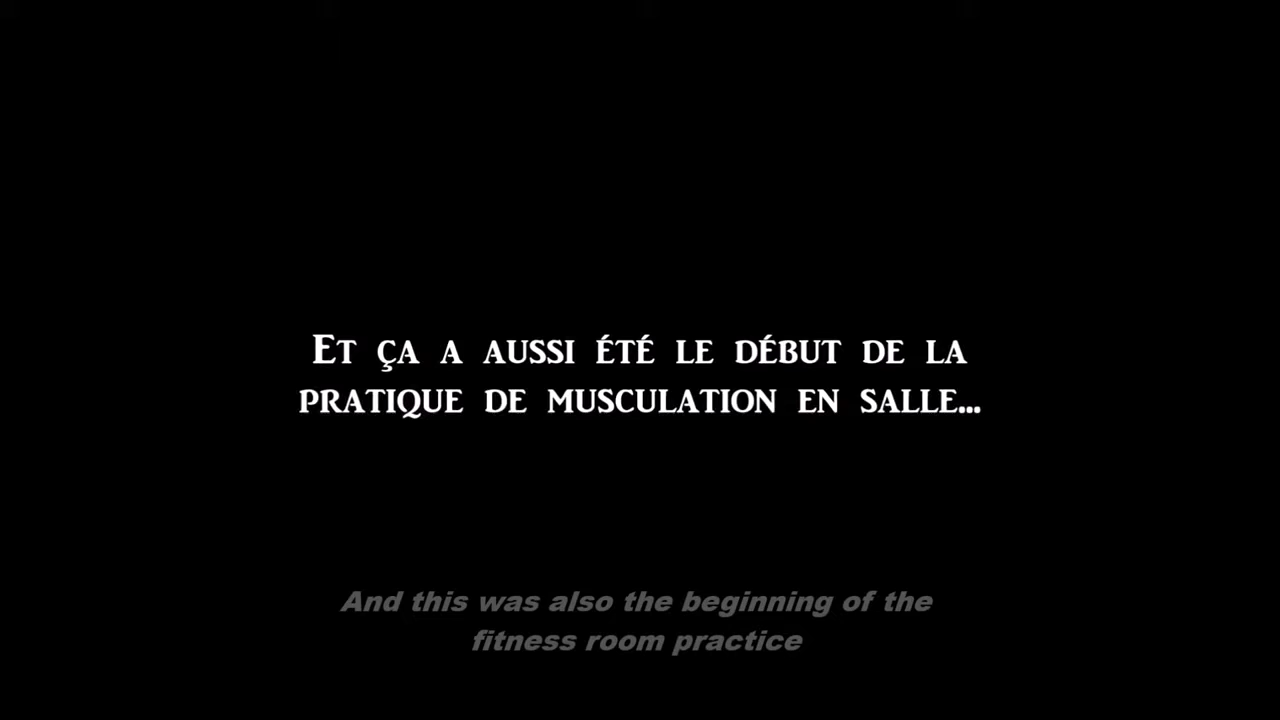 Et ça a aussi été le début de la
pratique de musculation en salle...
And this was also the beginning of the
fitness room practice